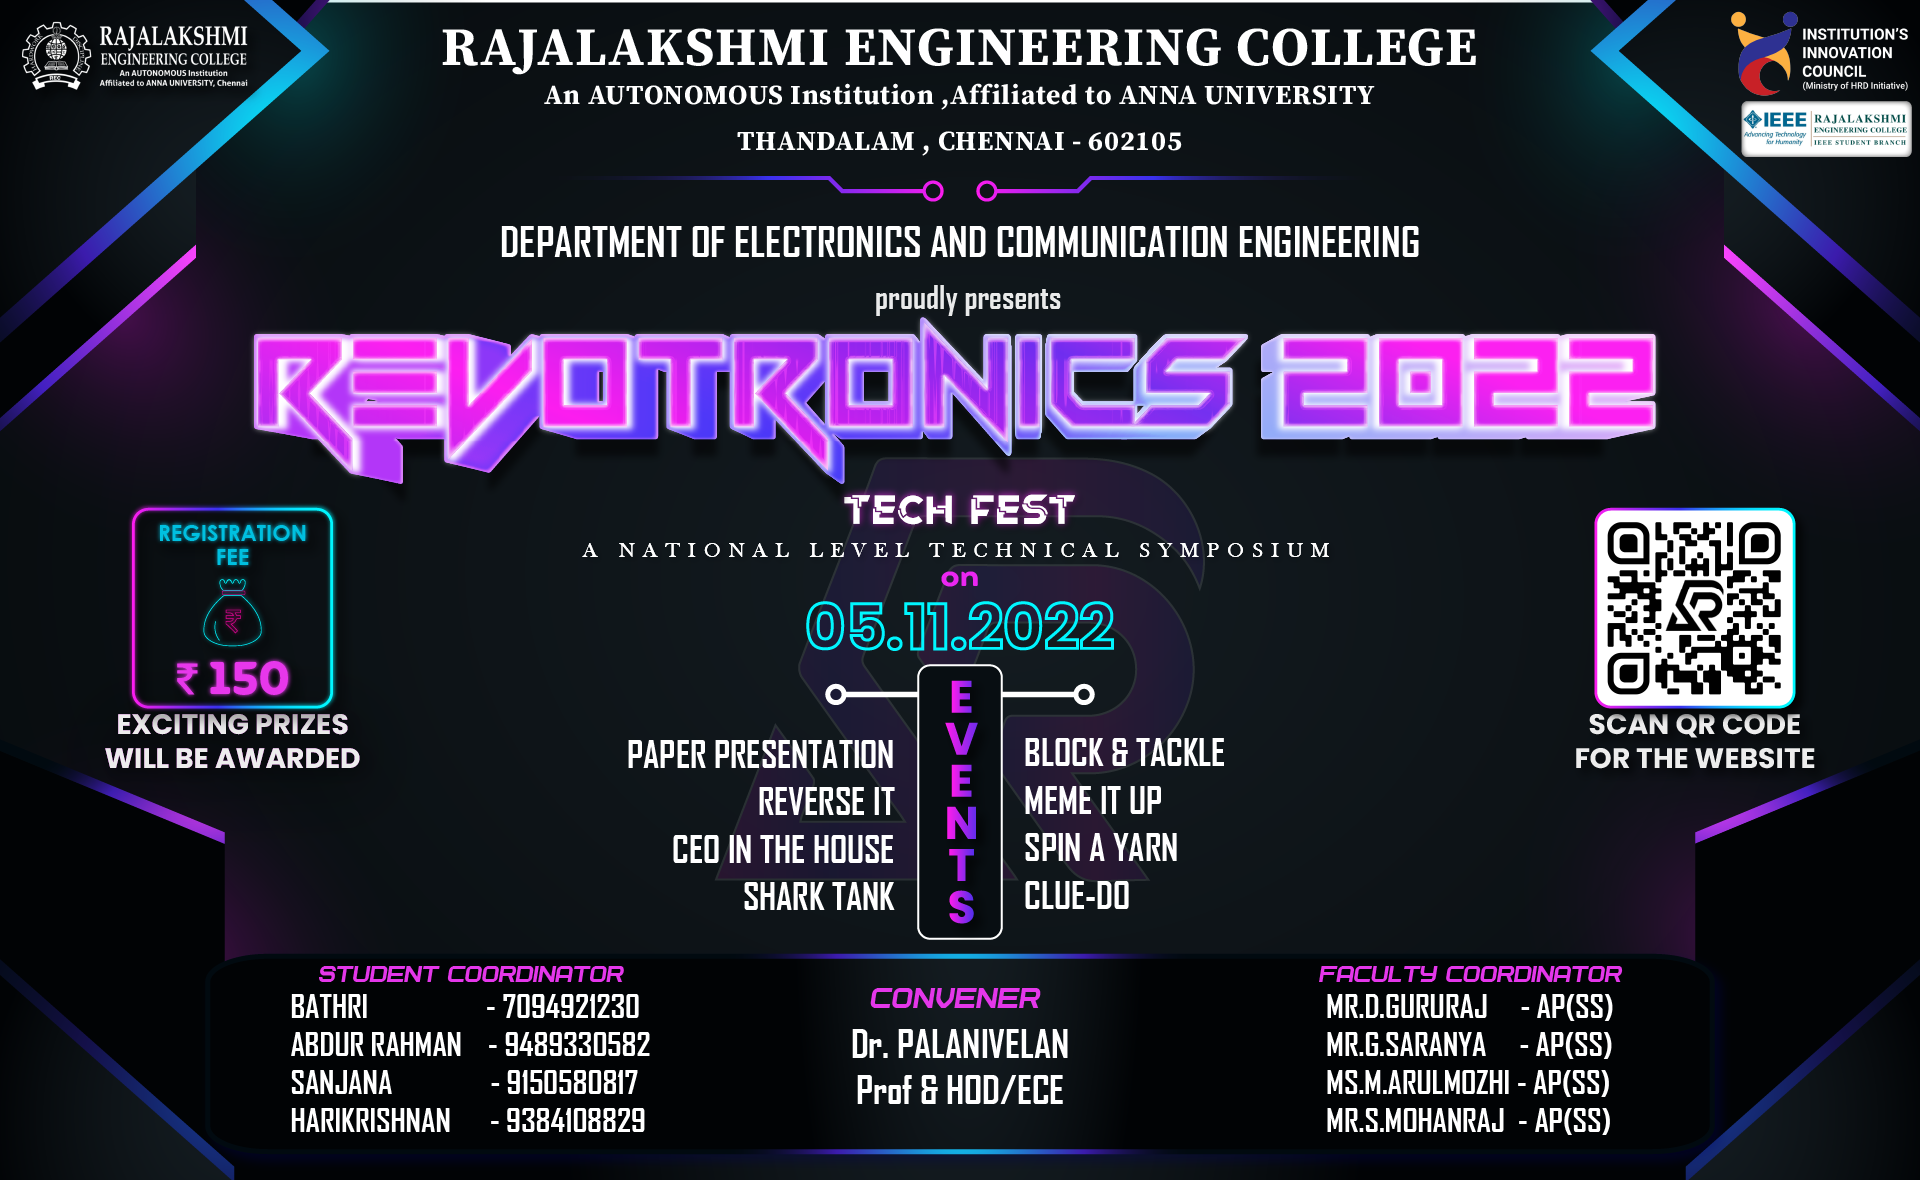 RAJALAKSHMI
ENGINEERING COLLEGE
An AUTONOMOUS Institution
Affiliated to ANNA UNIVERSITY, Chennai
REC
RAJALAKSHMI ENGINEERING COLLEGE
An AUTONOMOUS Institution ,Affiliated to ANNA UNIVERSITY
THANDALAM , CHENNAI - 602105
INSTITUTION'S
INNOVATION
COUNCIL
(Ministry of HRD Initiative)
IEEE
Advancing Technology
for Humanity
RAJALAKSHMI
ENGINEERING COLLEGE
IEEE STUDENT BRANCH
DEPARTMENT OF ELECTRONICS AND COMMUNICATION ENGINEERING
proudly presents
REVOTRONICS 2022
TECH FEST
A NATIONAL LEVEL TECHNICAL SYMPOSIUM
on
05.11.2022
REGISTRATION
FEE
₹
₹ 150
EXCITING PRIZES
WILL BE AWARDED
SCAN QR CODE
FOR THE WEBSITE
EVENTS
PAPER PRESENTATION
REVERSE IT
CEO IN THE HOUSE
SHARK TANK
BLOCK & TACKLE
MEME IT UP
SPIN A YARN
CLUE-DO
STUDENT COORDINATOR
BATHRI - 7094921230
ABDUR RAHMAN - 9489330582
SANJANA - 9150580817
HARIKRISHNAN - 9384108829
CONVENER
Dr. PALANIVELAN
Prof & HOD/ECE
FACULTY COORDINATOR
MR.D.GURURAJ - AP(SS)
MR.G.SARANYA - AP(SS)
MS.M.ARULMOZHI - AP(SS)
MR.S.MOHANRAJ - AP(SS)